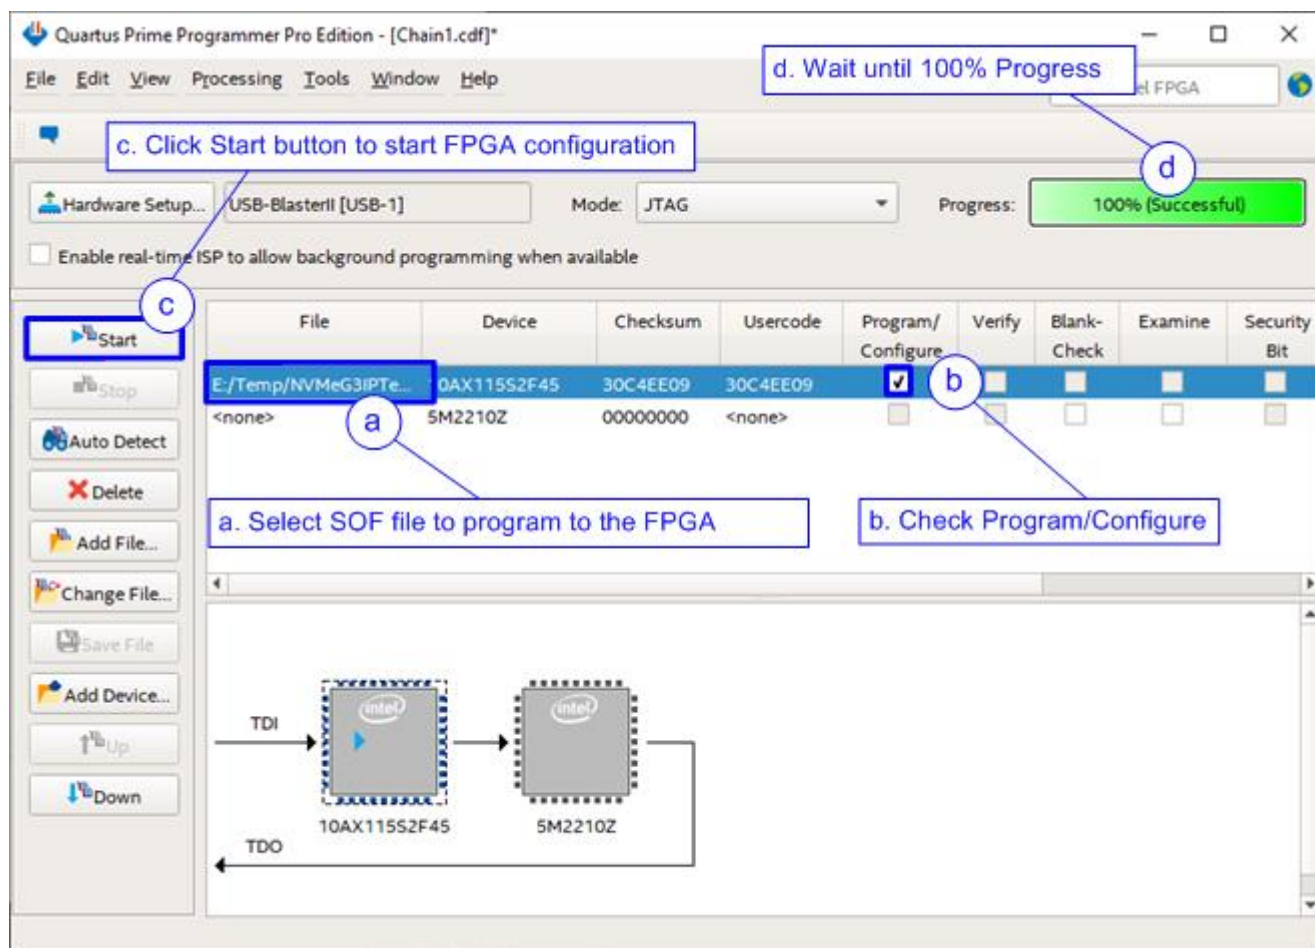 Quartus Prime Programmer Pro Edition - [Chain1.cdf]*
File Edit View Processing Tools Window Help
d. Wait until 100% Progress
el FPGA
c. Click Start button to start FPGA configuration
d
Hardware Setup... USB-BlasterII [USB-1] Mode: JTAG Progress: 100% (Successful)
Enable real-time ISP to allow background programming when available
c
Start
Stop
Auto Detect
Delete
Add File...
Change File...
Save File
Add Device...
Up
Down
File Device Checksum Usercode Program/ Configure Verify Blank- Check Examine Security Bit
E:/Temp/NVMeG3IPTe... 10AX115S2F45 30C4EE09 30C4EE09
b
<none> 5M2210Z 00000000 <none>
a
a. Select SOF file to program to the FPGA
b. Check Program/Configure
intel intel
TDI
10AX115S2F45 5M2210Z
TDO